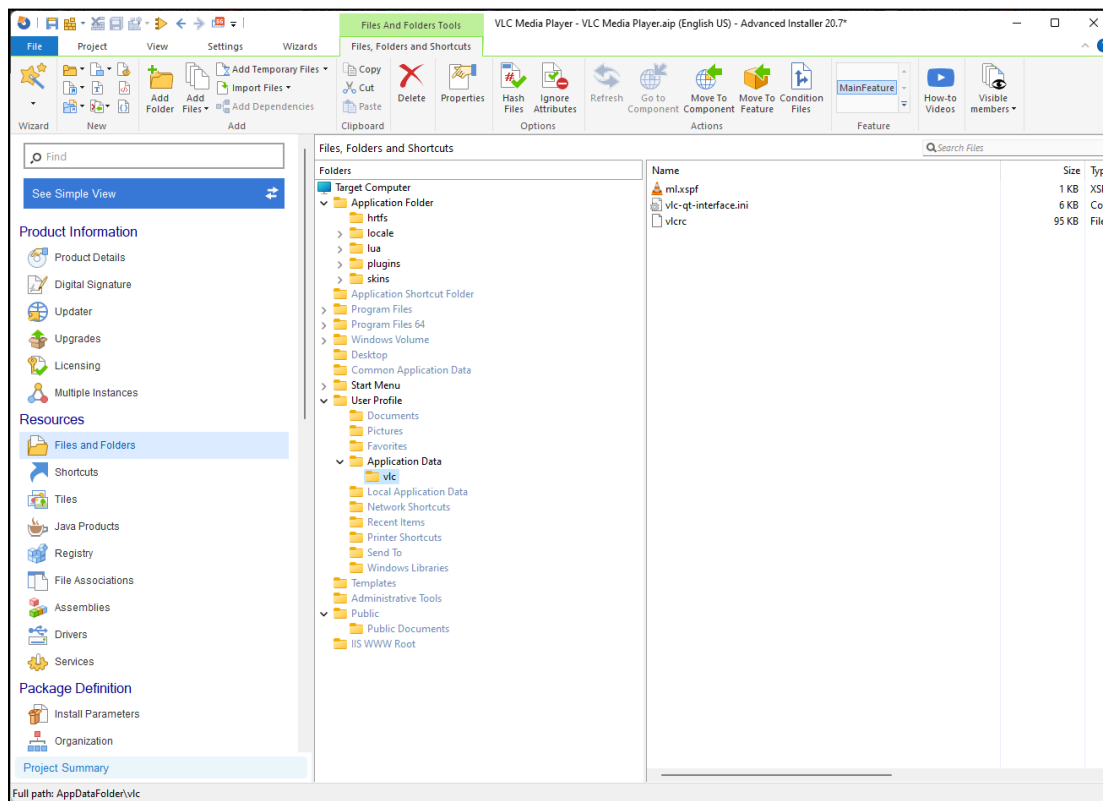 Files And Folders Tools
VLC Media Player - VLC Media Player.aip (English US) - Advanced Installer 20.7*
File
Project
View
Settings
Wizards
Files, Folders and Shortcuts
Add Temporary Files
Import Files
Add Dependencies
Add Folder
Add Files
Copy
Cut
Paste
Delete
Properties
Hash Files
Ignore Attributes
Refresh
Go to Component
Move To Component
Move To Feature
Condition Files
MainFeature
How-to Videos
Visible members
Wizard
New
Add
Clipboard
Options
Actions
Feature
Find
See Simple View
Product Information
Product Details
Digital Signature
Updater
Upgrades
Licensing
Multiple Instances
Resources
Files and Folders
Shortcuts
Tiles
Java Products
Registry
File Associations
Assemblies
Drivers
Services
Package Definition
Install Parameters
Organization
Project Summary
Files, Folders and Shortcuts
Search Files
Folders
Target Computer
Application Folder
hrtfs
locale
lua
plugins
skins
Application Shortcut Folder
Program Files
Program Files 64
Windows Volume
Desktop
Common Application Data
Start Menu
User Profile
Documents
Pictures
Favorites
Application Data
vlc
Local Application Data
Network Shortcuts
Recent Items
Printer Shortcuts
Send To
Windows Libraries
Templates
Administrative Tools
Public
Public Documents
IIS WWW Root
Name Size Typ
ml.xspf 1 KB XSP
vlc-qt-interface.ini 6 KB Co
vlcrc 95 KB File
Full path: AppDataFolder\vlc